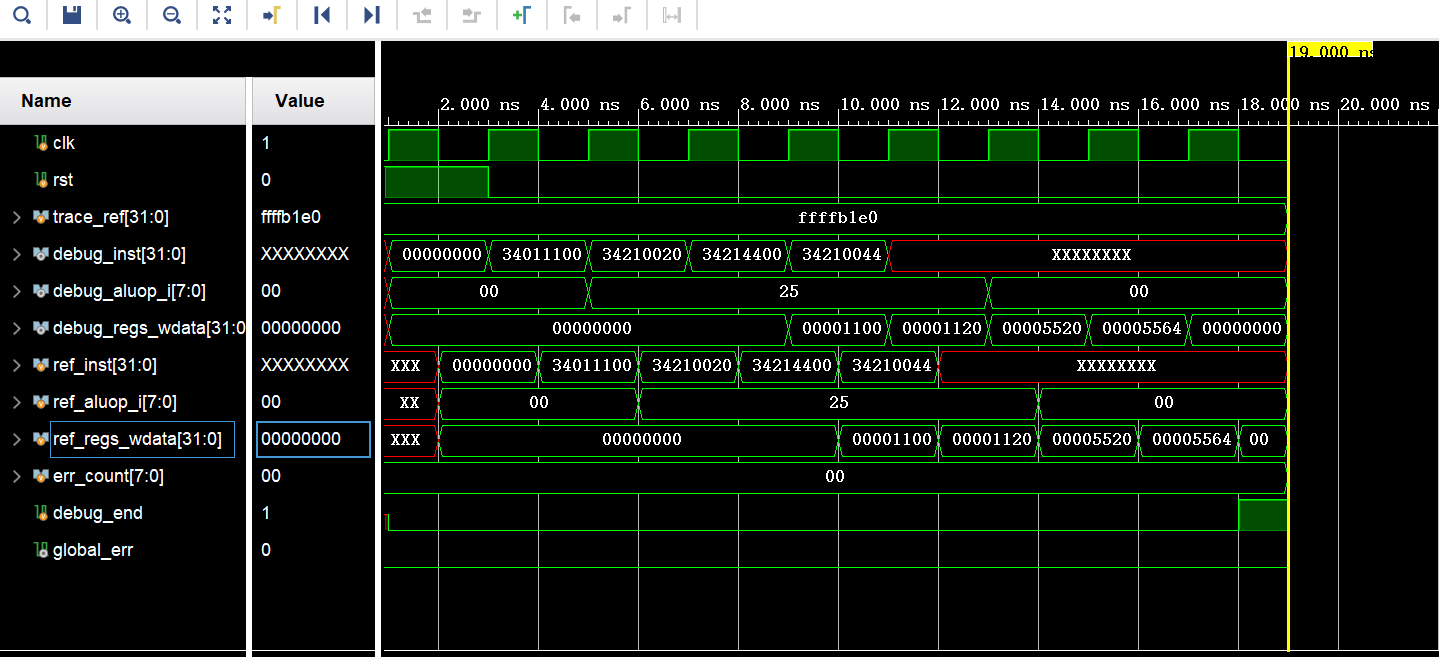 19.000 ns
Name Value
2.000 ns 4.000 ns 6.000 ns 8.000 ns 10.000 ns 12.000 ns 14.000 ns 16.000 ns 18.000 ns 20.000 ns
clk 1
rst 0
trace_ref[31:0] ffffb1e0 ffffb1e0
debug_inst[31:0] XXXXXXXX 00000000 34011100 34210020 34214400 34210044 XXXXXXXX
debug_aluop_i[7:0] 00 00 25 00
debug_regs_wdata[31:0 00000000 00000000 00001100 00001120 00005520 00005564 00000000
ref_inst[31:0] XXXXXXXX XXX 00000000 34011100 34210020 34214400 34210044 XXXXXXXX
ref_aluop_i[7:0] 00 XX 00 25 00
ref_regs_wdata[31:0] 00000000 XXX 00000000 00001100 00001120 00005520 00005564 00
err_count[7:0] 00 00
debug_end 1
global_err 0